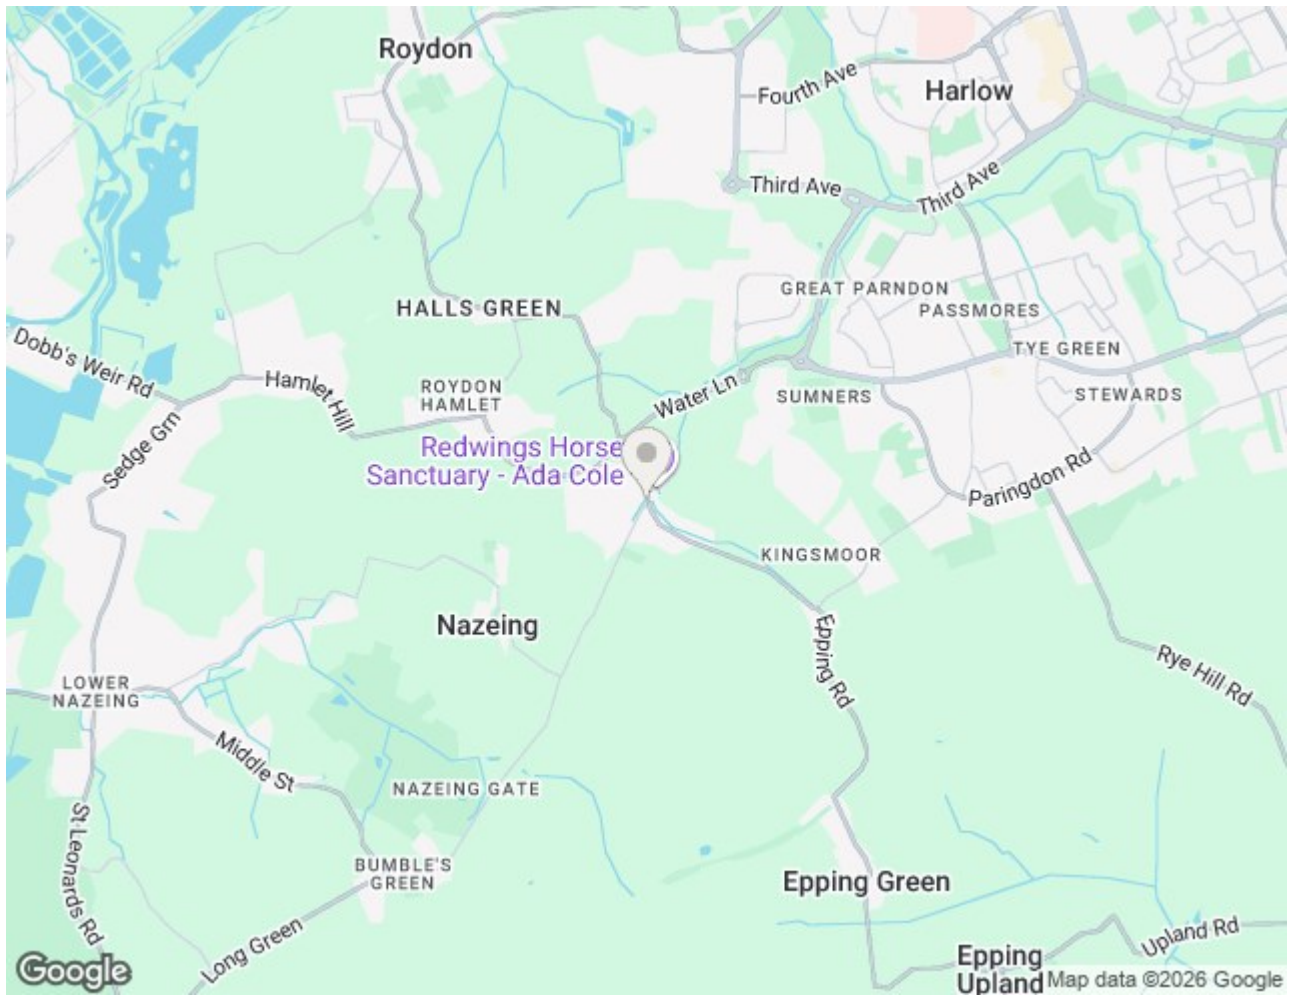 Roydon
Fourth Ave
Harlow
Third Ave
Third Ave
GREAT PARNDON
HALLS GREEN
PASSMORES
Dobb's Weir Rd
TYE GREEN
Hamlet Hill
ROYDON
HAMLET
Water Ln
SUMNERS
STEWARDS
Sedge Grn
Redwings Horse
Sanctuary - Ada Cole
Paringdon Rd
KINGSMOOR
Nazeing
Epping Rd
Rye Hill Rd
LOWER
NAZEING
Middle St
NAZEING GATE
St Leonards Rd
BUMBLE'S
GREEN
Epping Green
Long Green
Upland Rd
Epping
Upland
Google
Map data ©2026 Google